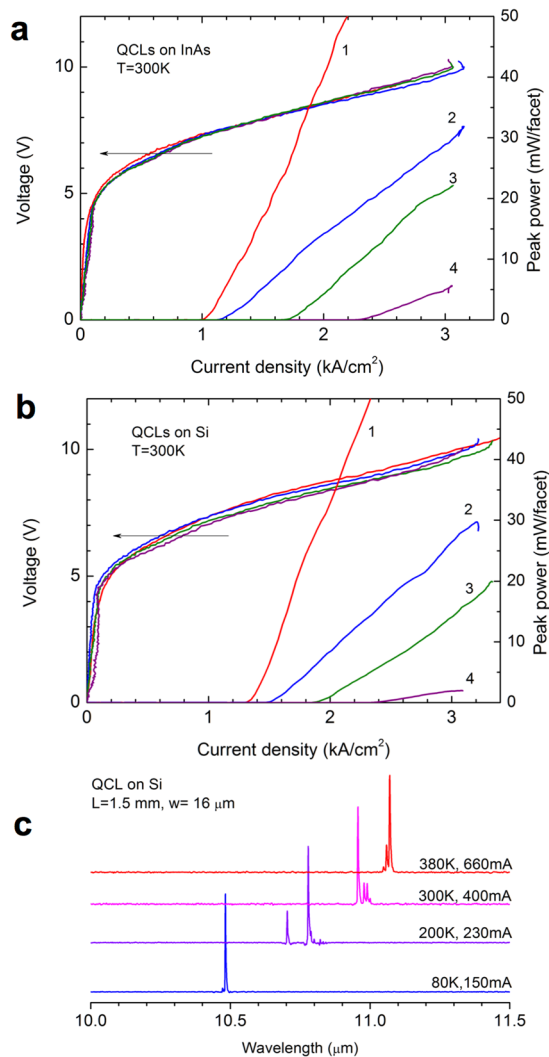 a
QCLs on InAs
T=300K
1
2
3
4
10
5
0
50
40
30
20
10
0
0
1
2
3
Voltage (V)
Peak power (mW/facet)
Current density (kA/cm²)
b
QCLs on Si
T=300K
1
2
3
4
10
5
0
50
40
30
20
10
0
0
1
2
3
Voltage (V)
Peak power (mW/facet)
Current density (kA/cm²)
QCL on Si
L=1.5 mm, w= 16 μm
c
380K, 660mA
300K, 400mA
200K, 230mA
80K,150mA
10.0 10.5 11.0 11.5
Wavelength (μm)